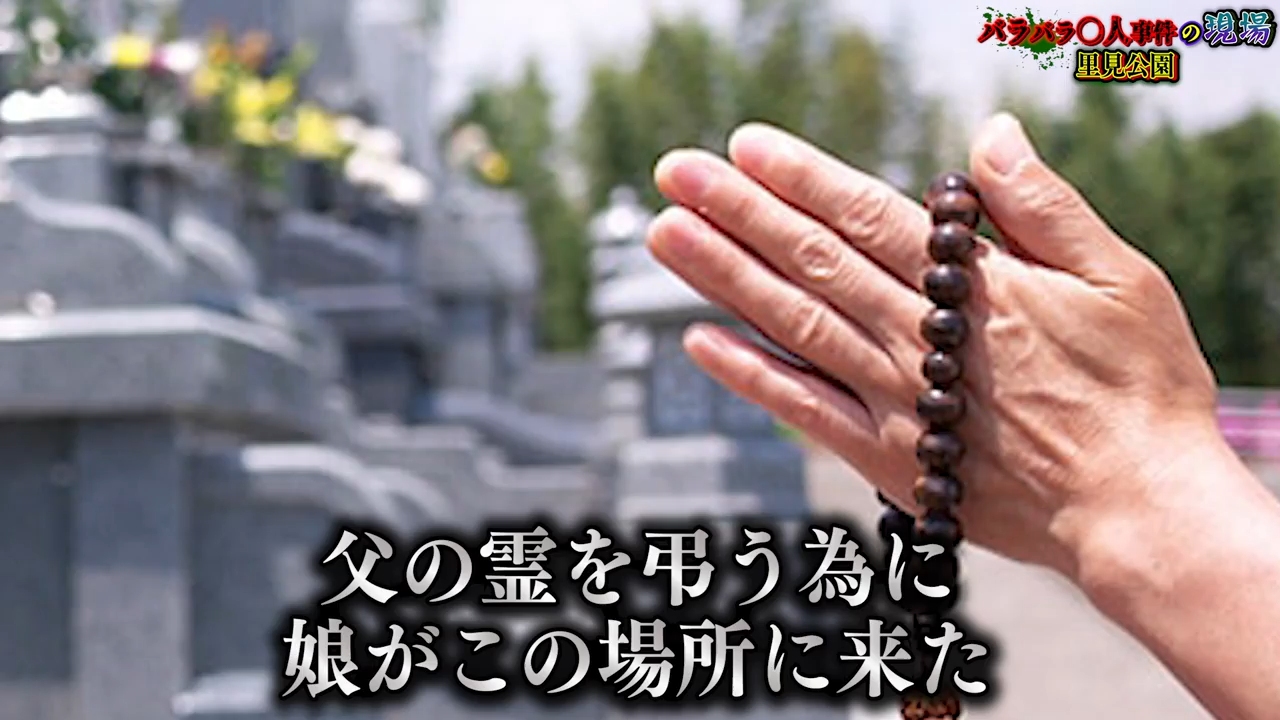 バラバラ〇人事件の現場
里見公園
父の霊を弔う為に
娘がこの場所に来た